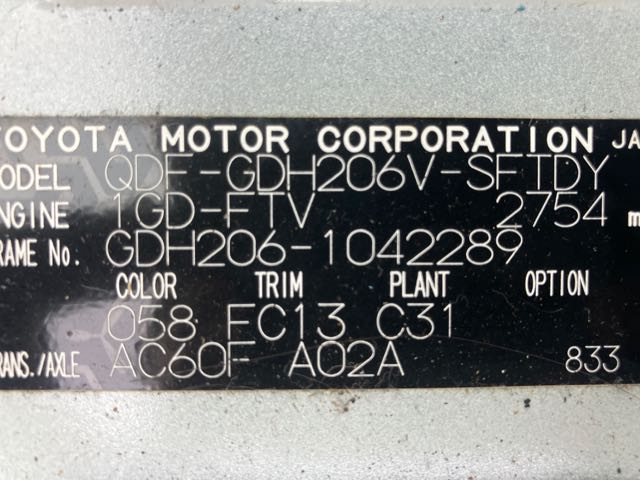 TOYOTA MOTOR CORPORATION JA
MODEL QDF-GDH206V-SFTDY
ENGINE 1GD-FTV 2754 m
FRAME No. GDH206-1042289
COLOR TRIM PLANT OPTION
058 FC13 C31
TRANS./AXLE AC60F A02A 833